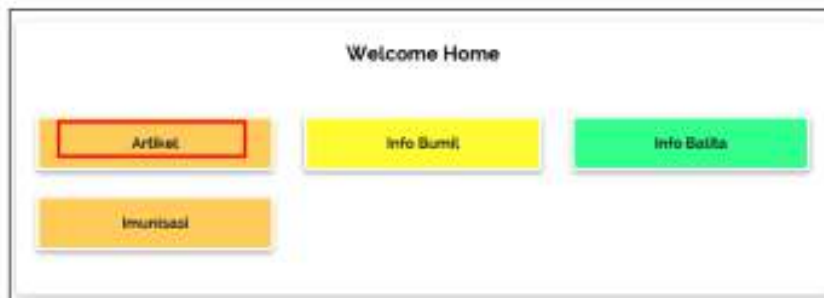 Welcome Home
Artikel
Info Bumil
Info Balita
Imunisasi